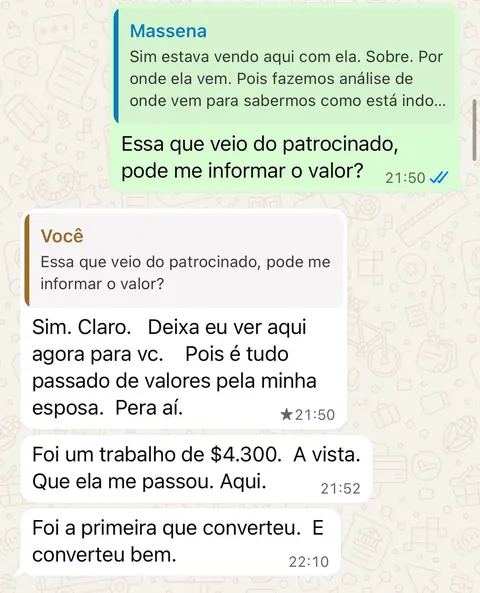 Massena
Sim estava vendo aqui com ela. Sobre. Por
onde ela vem. Pois fazemos análise de
onde vem para sabermos como está indo...
Essa que veio do patrocinado,
pode me informar o valor?
21:50
Você
Essa que veio do patrocinado, pode me
informar o valor?
Sim. Claro. Deixa eu ver aqui
agora para vc. Pois é tudo
passado de valores pela minha
esposa. Pera aí.
★21:50
Foi um trabalho de $4.300. A vista.
Que ela me passou. Aqui.
21:52
Foi a primeira que converteu. E
converteu bem.
22:10